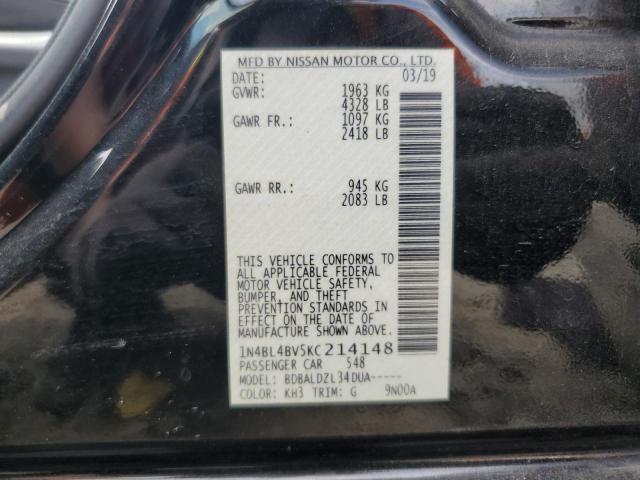 MFD BY NISSAN MOTOR CO., LTD.
DATE: 03/19
GVWR: 1963 KG
4328 LB
GAWR FR.: 1097 KG
2418 LB
GAWR RR.: 945 KG
2083 LB
THIS VEHICLE CONFORMS TO
ALL APPLICABLE FEDERAL
MOTOR VEHICLE SAFETY,
BUMPER, AND THEFT
PREVENTION STANDARDS IN
EFFECT ON THE DATE OF
MANUFACTURE SHOWN ABOVE.
1N4BL4BV5KC214148
PASSENGER CAR 548
MODEL: BDBALDZL34DUA-----
COLOR: KH3 TRIM: G 9N00A